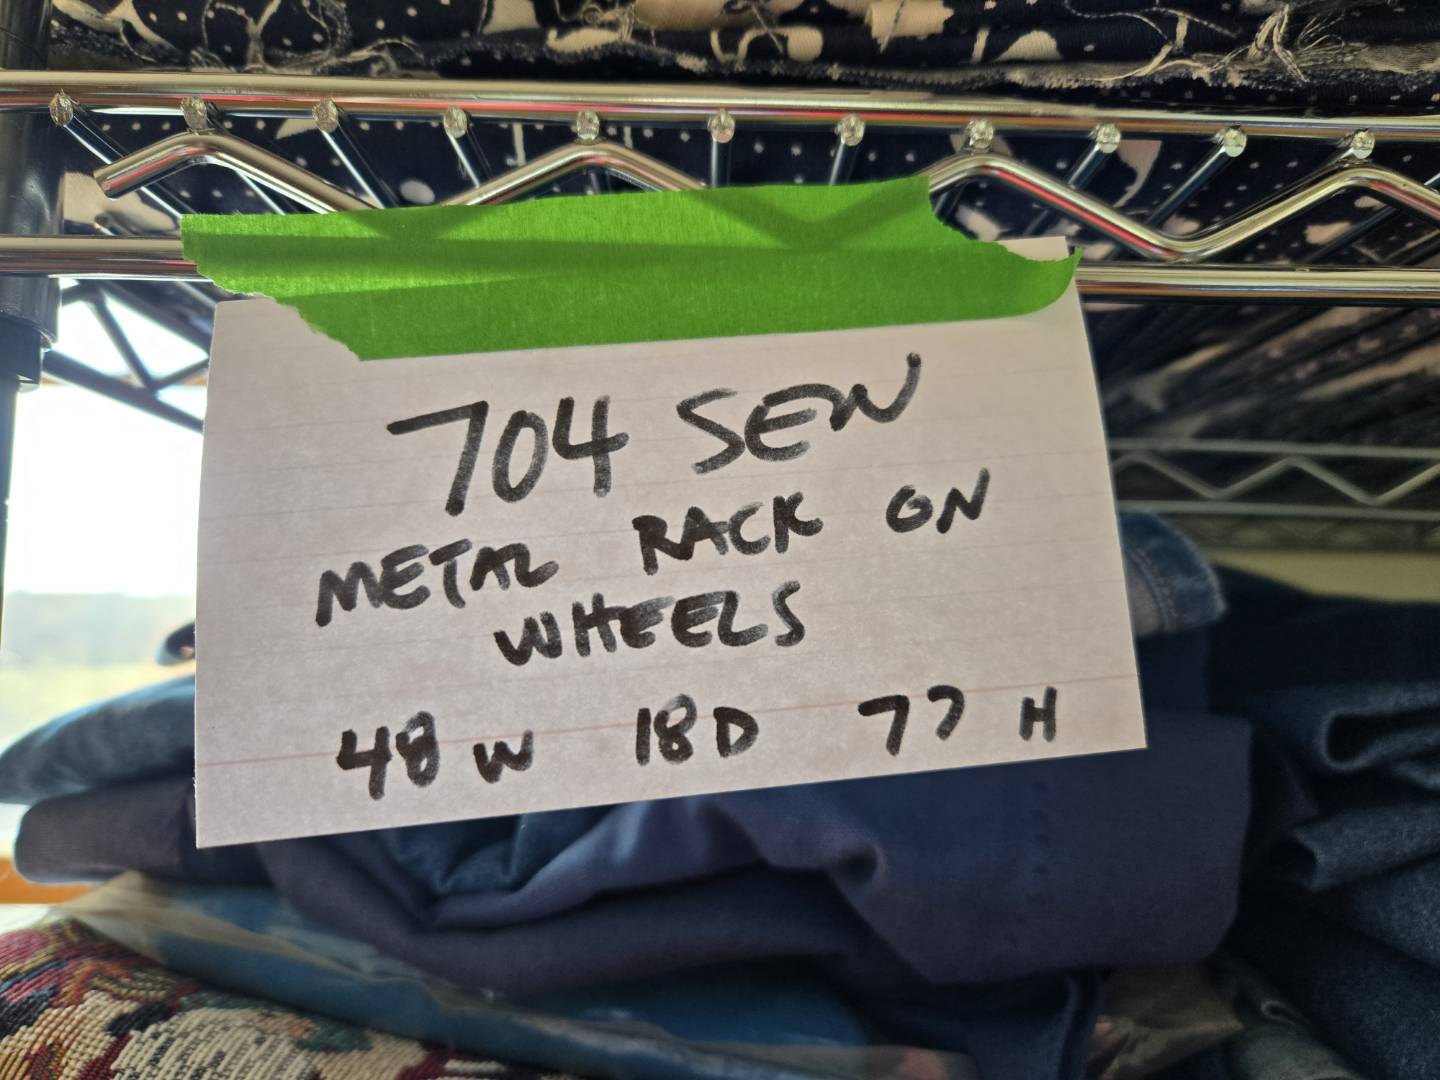 704 SEW
METAL RACK ON
WHEELS
48 W 18 D 77 H